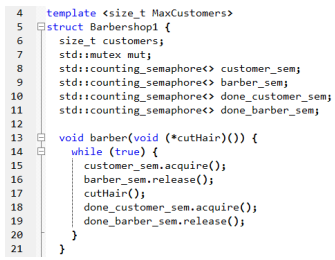 4 template <size_t MaxCustomers>
5 struct Barbershop1 {
6 size_t customers;
7 std::mutex mut;
8 std::counting_semaphore<> customer_sem;
9 std::counting_semaphore<> barber_sem;
10 std::counting_semaphore<> done_customer_sem;
11 std::counting_semaphore<> done_barber_sem;
12
13 void barber(void (*cutHair)()) {
14 while (true) {
15 customer_sem.acquire();
16 barber_sem.release();
17 cutHair();
18 done_customer_sem.acquire();
19 done_barber_sem.release();
20 }
21 }